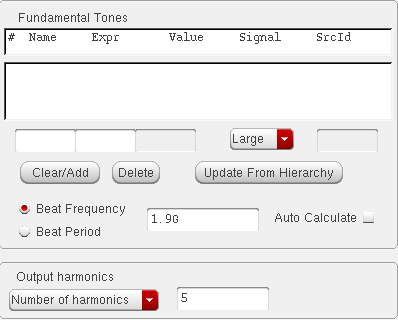 Fundamental Tones
# Name Expr Value Signal SrcId
Large
Clear/Add Delete Update From Hierarchy
Beat Frequency
1.9G
Auto Calculate
Beat Period
Output harmonics
Number of harmonics 5